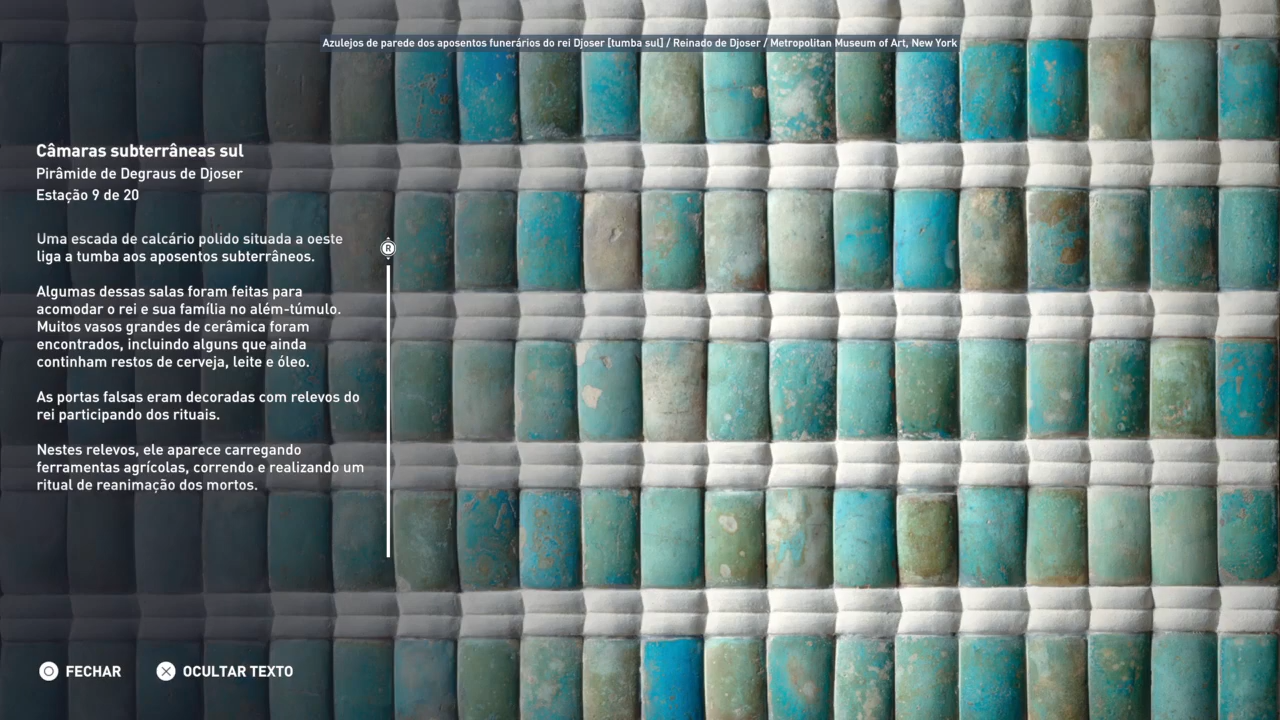 Azulejos de parede dos aposentos funerários do rei Djoser [tumba sul] / Reinado de Djoser / Metropolitan Museum of Art, New York
Câmaras subterrâneas sul
Pirâmide de Degraus de Djoser
Estação 9 de 20
Uma escada de calcário polido situada a oeste
liga a tumba aos aposentos subterrâneos.
Algumas dessas salas foram feitas para
acomodar o rei e sua família no além-túmulo.
Muitos vasos grandes de cerâmica foram
encontrados, incluindo alguns que ainda
continham restos de cerveja, leite e óleo.
As portas falsas eram decoradas com relevos do
rei participando dos rituais.
Nestes relevos, ele aparece carregando
ferramentas agrícolas, correndo e realizando um
ritual de reanimação dos mortos.
R
FECHAR
OCULTAR TEXTO